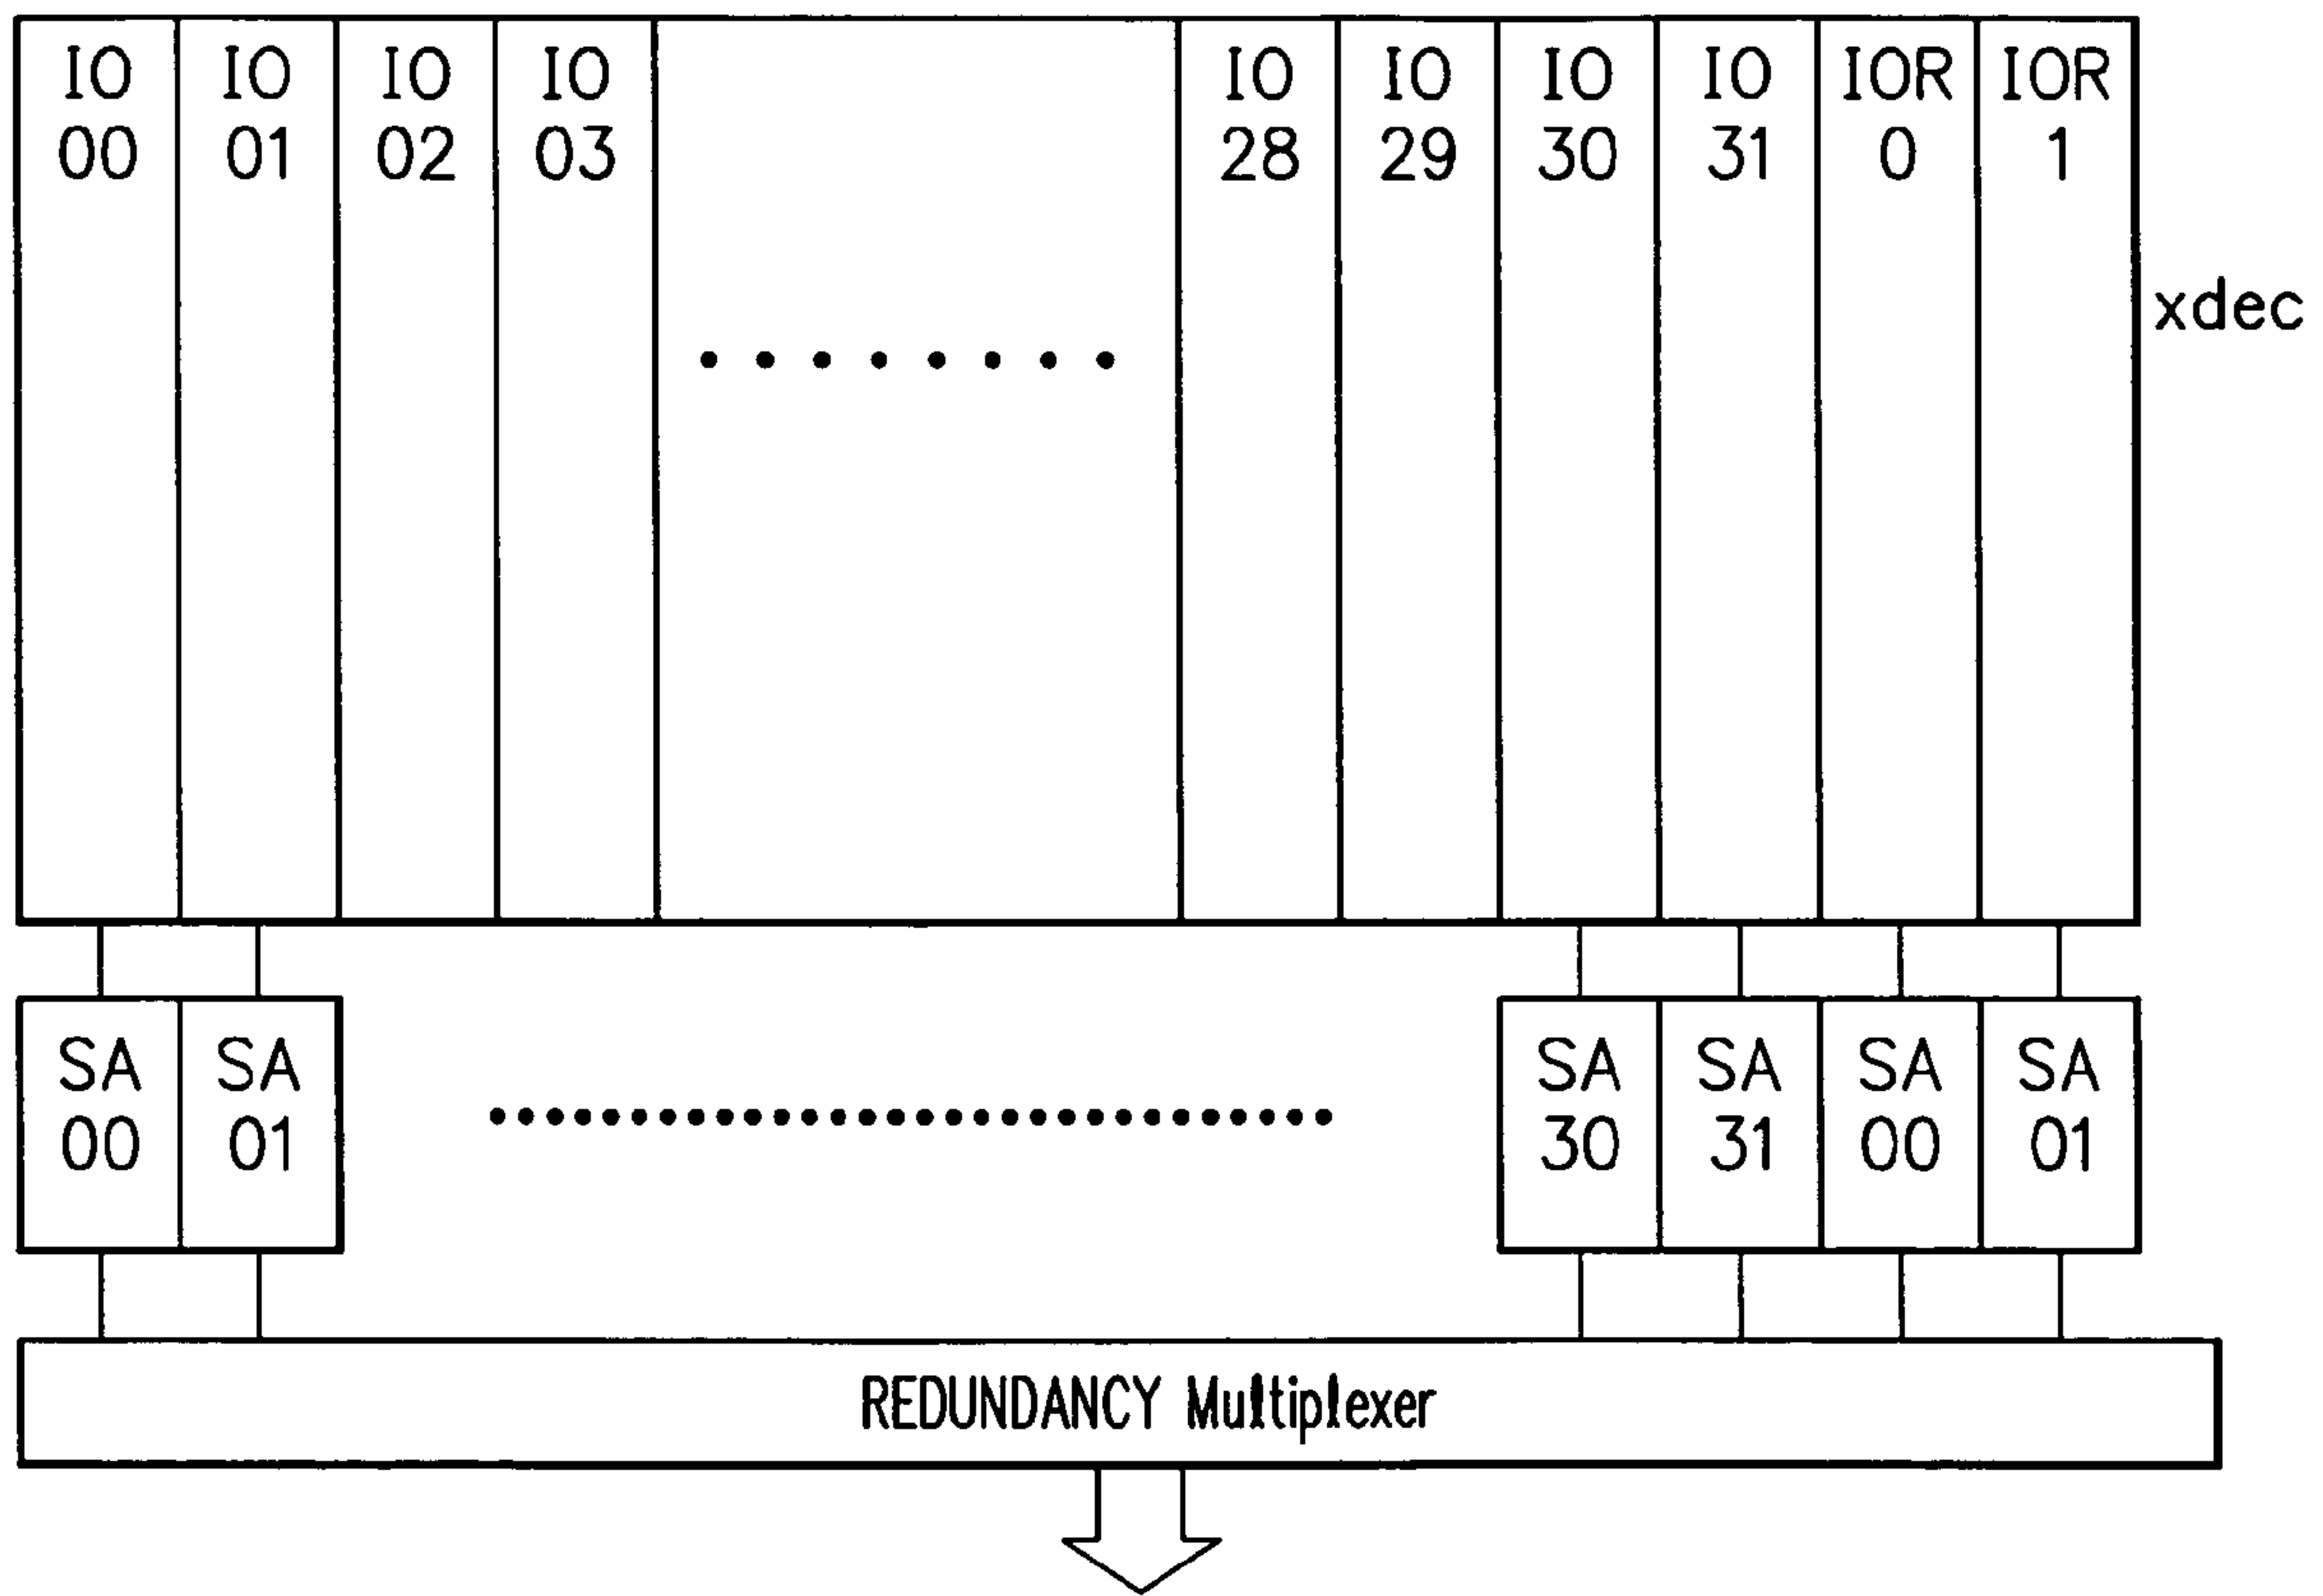 IO IO IO IO IO IO IO IO IOR IOR
00 01 02 03 28 29 30 31 0 1
xdec
SA SA SA SA SA SA
00 01 30 31 00 01
REDUNDANCY Multiplexer